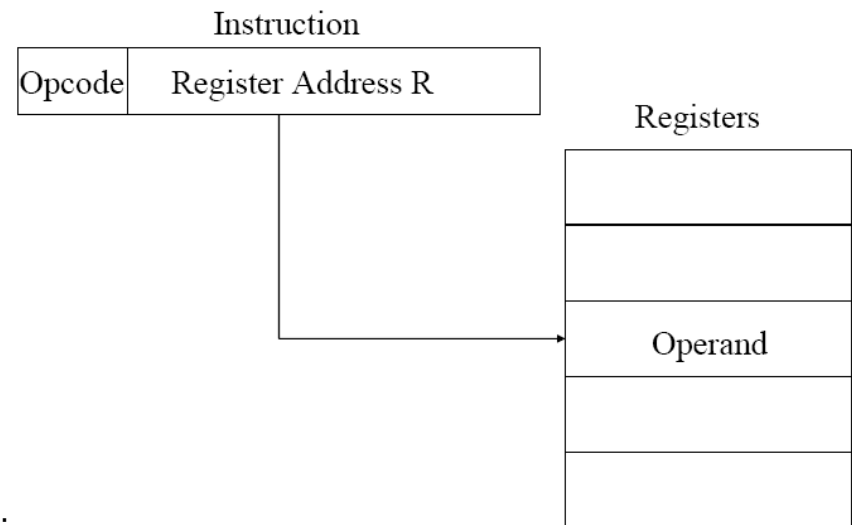 Instruction
Opcode
Register Address R
Registers
Operand
.